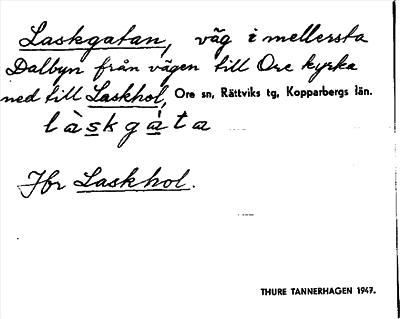 Laskgatan, väg i mellersta
Dalbyn från vägen till Ore kyrka
ned till Laskhol, Ore sn, Rättviks tg, Kopparbergs län.
làskgàta
Jfr Laskhol.
THURE TANNERHAGEN 1947.